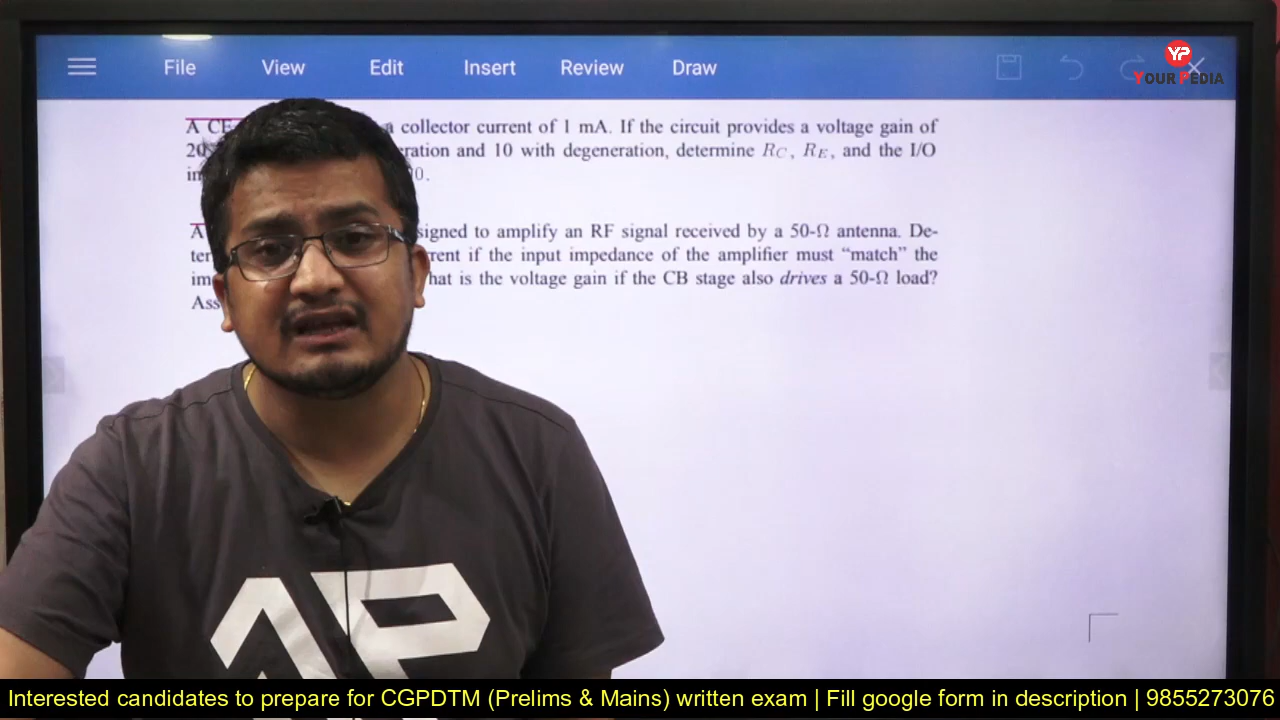 File View Edit Insert Review Draw
YP
YOUR PEDIA
A CE a collector current of 1 mA. If the circuit provides a voltage gain of
20 eration and 10 with degeneration, determine RC, RE, and the I/O
in 0.
A signed to amplify an RF signal received by a 50-Ω antenna. De-
ter rent if the input impedance of the amplifier must “match” the
im hat is the voltage gain if the CB stage also drives a 50-Ω load?
Ass
Interested candidates to prepare for CGPDTM (Prelims & Mains) written exam | Fill google form in description | 9855273076